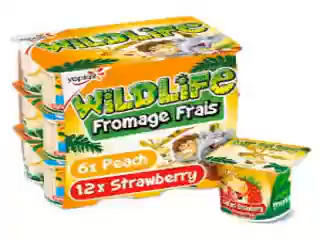 yoplait
WILDLIFE
Fromage Frais
6x Peach
12x Strawberry